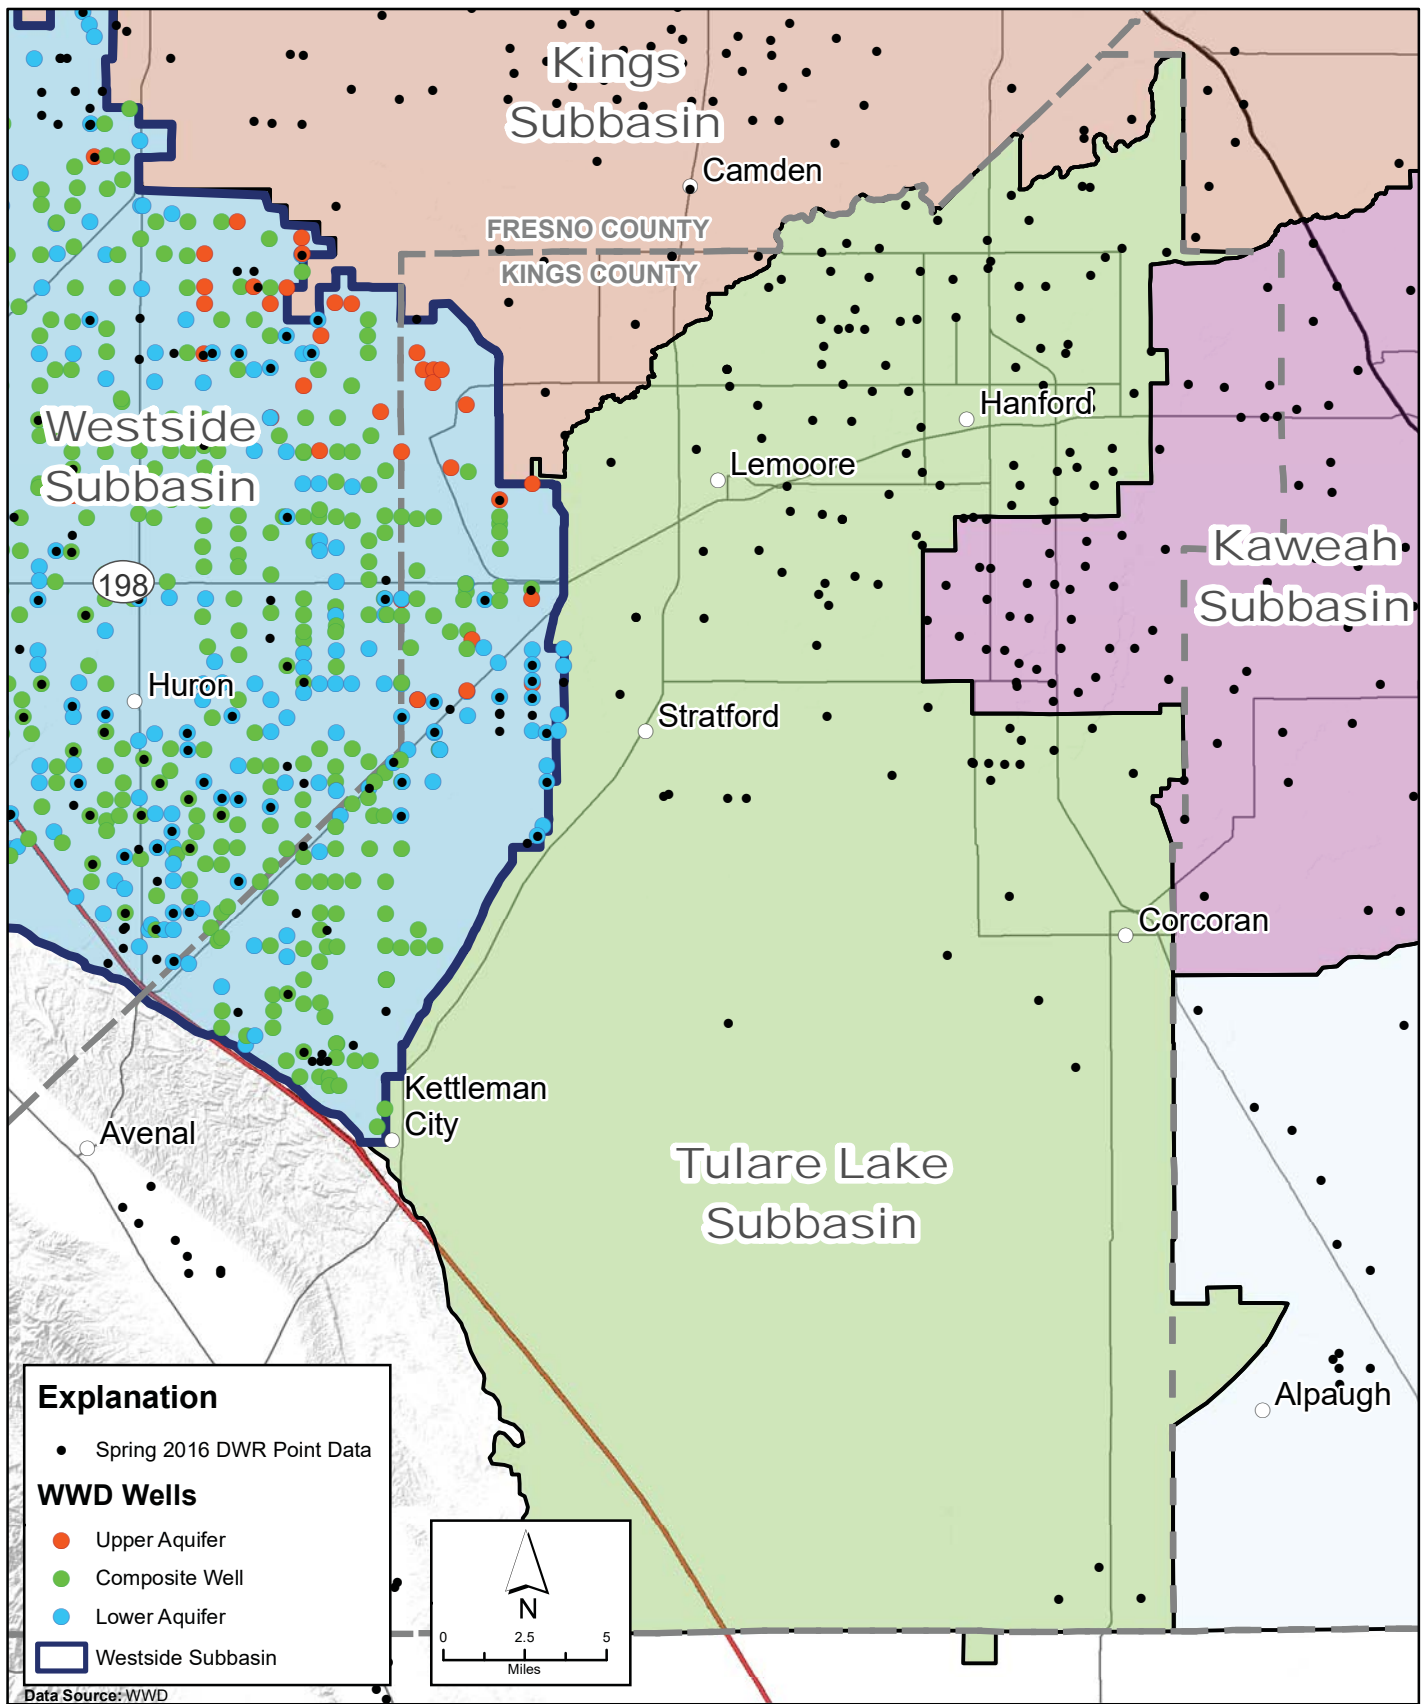 Kings
Subbasin
Camden
FRESNO COUNTY
KINGS COUNTY
Westside
Subbasin
Hanford
Lemoore
198
Kaweah
Subbasin
Huron
Stratford
Corcoran
Kettleman
City
Avenal
Tulare Lake
Subbasin
Alpaugh
Explanation
Spring 2016 DWR Point Data
WWD Wells
Upper Aquifer
Composite Well
Lower Aquifer
Westside Subbasin
N
0 2.5 5
Miles
Data Source: WWD